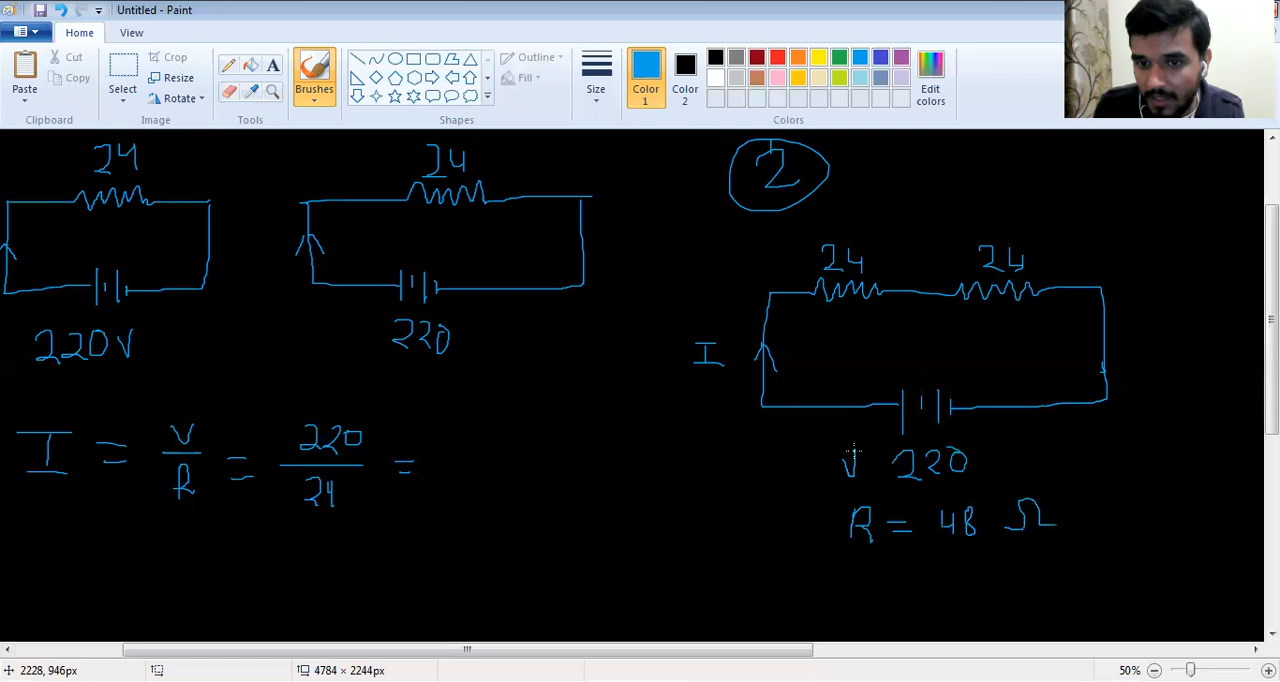 Untitled - Paint
Home
View
Paste
Cut
Copy
Clipboard
Select
Crop
Resize
Rotate
Image
A
Tools
Brushes
Shapes
Outline
Fill
Size
Color 1
Color 2
Edit colors
Colors
24
220V
24
220
I = V/R = 220/24 =
2
24 24
I
V 220
R = 48 Ω
2228, 946px
4784 × 2244px
50%